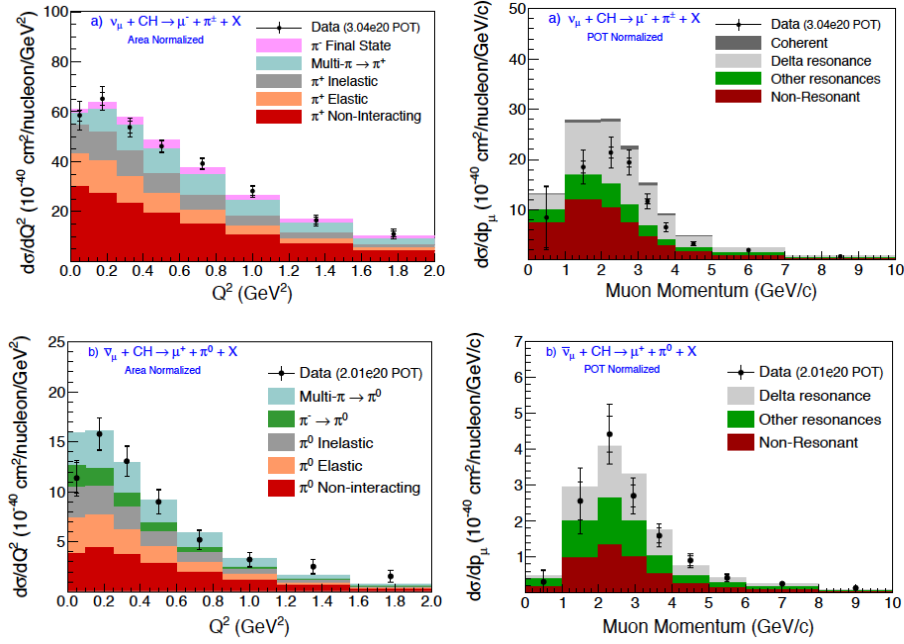 a) νμ + CH → μ⁻ + π± + X
Area Normalized
Data (3.04e20 POT)
π⁻ Final State
Multi-π → π⁺
π⁺ Inelastic
π⁺ Elastic
π⁺ Non-Interacting
dσ/dQ² (10⁻⁴⁰ cm²/nucleon/GeV²)
100
80
60
40
20
0.0 0.2 0.4 0.6 0.8 1.0 1.2 1.4 1.6 1.8 2.0
Q² (GeV²)
a) νμ + CH → μ⁻ + π± + X
POT Normalized
Data (3.04e20 POT)
Coherent
Delta resonance
Other resonances
Non-Resonant
dσ/dpμ (10⁻⁴⁰ cm²/nucleon/GeV/c)
50
40
30
20
10
0 1 2 3 4 5 6 7 8 9 10
Muon Momentum (GeV/c)
b) ν̅μ + CH → μ⁺ + π⁰ + X
Area Normalized
Data (2.01e20 POT)
Multi-π → π⁰
π⁻ → π⁰
π⁰ Inelastic
π⁰ Elastic
π⁰ Non-interacting
dσ/dQ² (10⁻⁴⁰ cm²/nucleon/GeV²)
25
20
15
10
5
0.0 0.2 0.4 0.6 0.8 1.0 1.2 1.4 1.6 1.8 2.0
Q² (GeV²)
b) ν̅μ + CH → μ⁺ + π⁰ + X
POT Normalized
Data (2.01e20 POT)
Delta resonance
Other resonances
Non-Resonant
dσ/dpμ (10⁻⁴⁰ cm²/nucleon/GeV/c)
7
6
5
4
3
2
1
0 1 2 3 4 5 6 7 8 9 10
Muon Momentum (GeV/c)